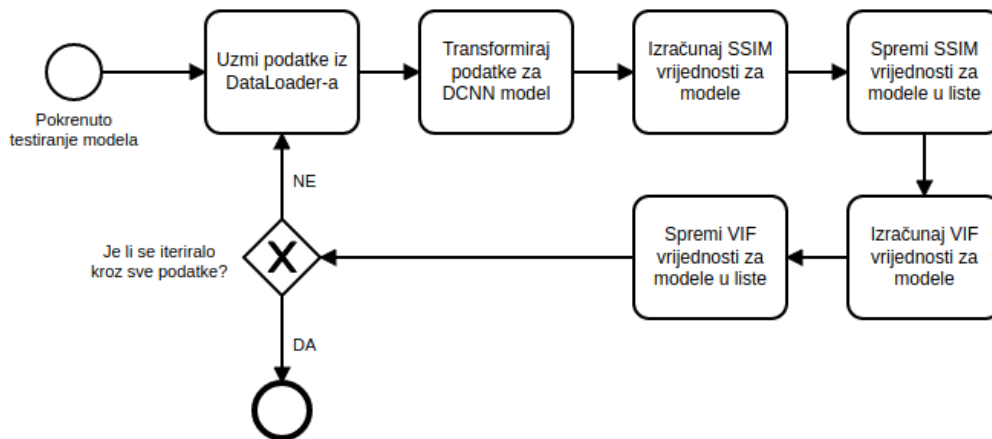 Pokrenuto
testiranje modela
Uzmi podatke iz
DataLoader-a
Transformiraj
podatke za
DCNN model
Izračunaj SSIM
vrijednosti za
modele
Spremi SSIM
vrijednosti za
modele u liste
Izračunaj VIF
vrijednosti za
modele
Spremi VIF
vrijednosti za
modele u liste
Je li se iteriralo
kroz sve podatke?
NE
DA